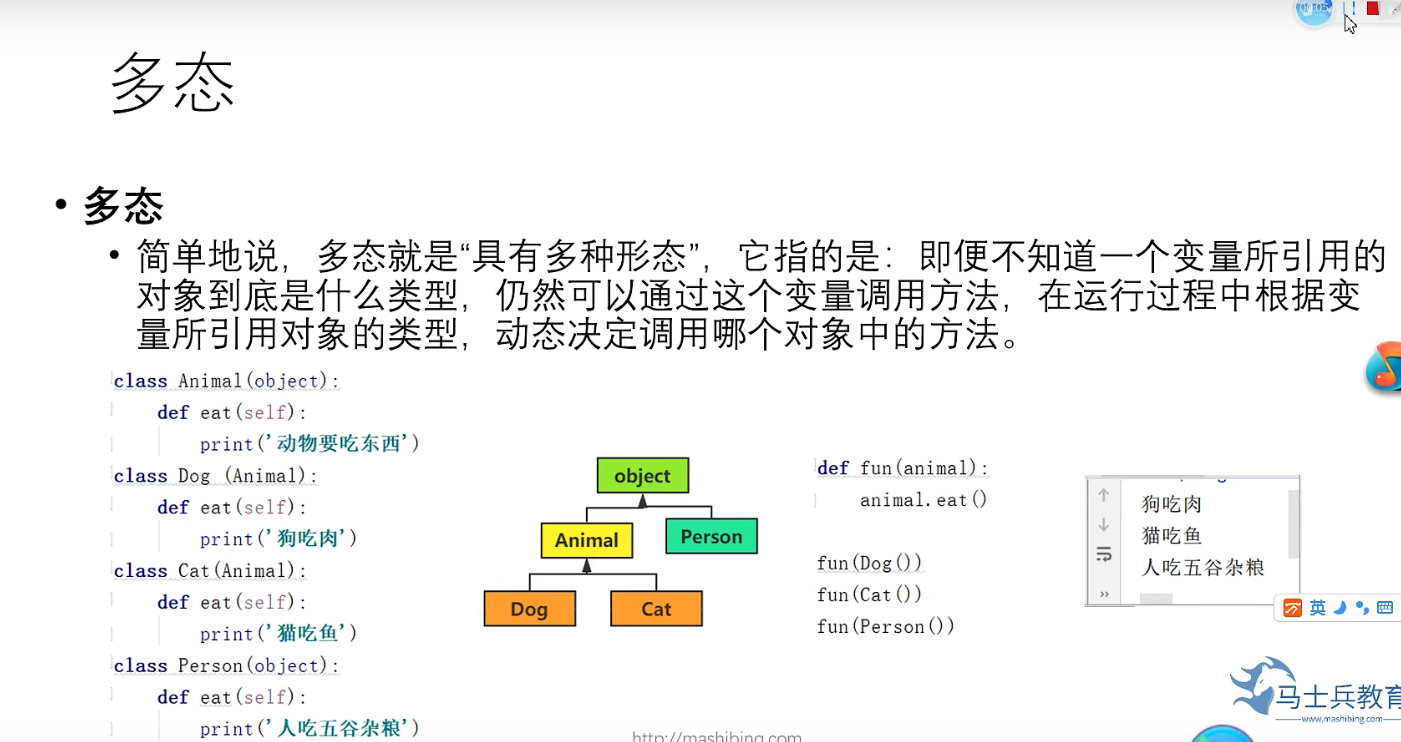 多态
• 多态
• 简单地说，多态就是“具有多种形态”，它指的是：即便不知道一个变量所引用的
对象到底是什么类型，仍然可以通过这个变量调用方法，在运行过程中根据变
量所引用对象的类型，动态决定调用哪个对象中的方法。
class Animal(object):
    def eat(self):
        print('动物要吃东西')
class Dog (Animal):
    def eat(self):
        print('狗吃肉')
class Cat(Animal):
    def eat(self):
        print('猫吃鱼')
class Person(object):
    def eat(self):
        print('人吃五谷杂粮')
object
Animal
Person
Dog
Cat
def fun(animal):
    animal.eat()
fun(Dog())
fun(Cat())
fun(Person())
狗吃肉
猫吃鱼
人吃五谷杂粮
英
马士兵教育
www.mashibing.com
http://mashibing.com